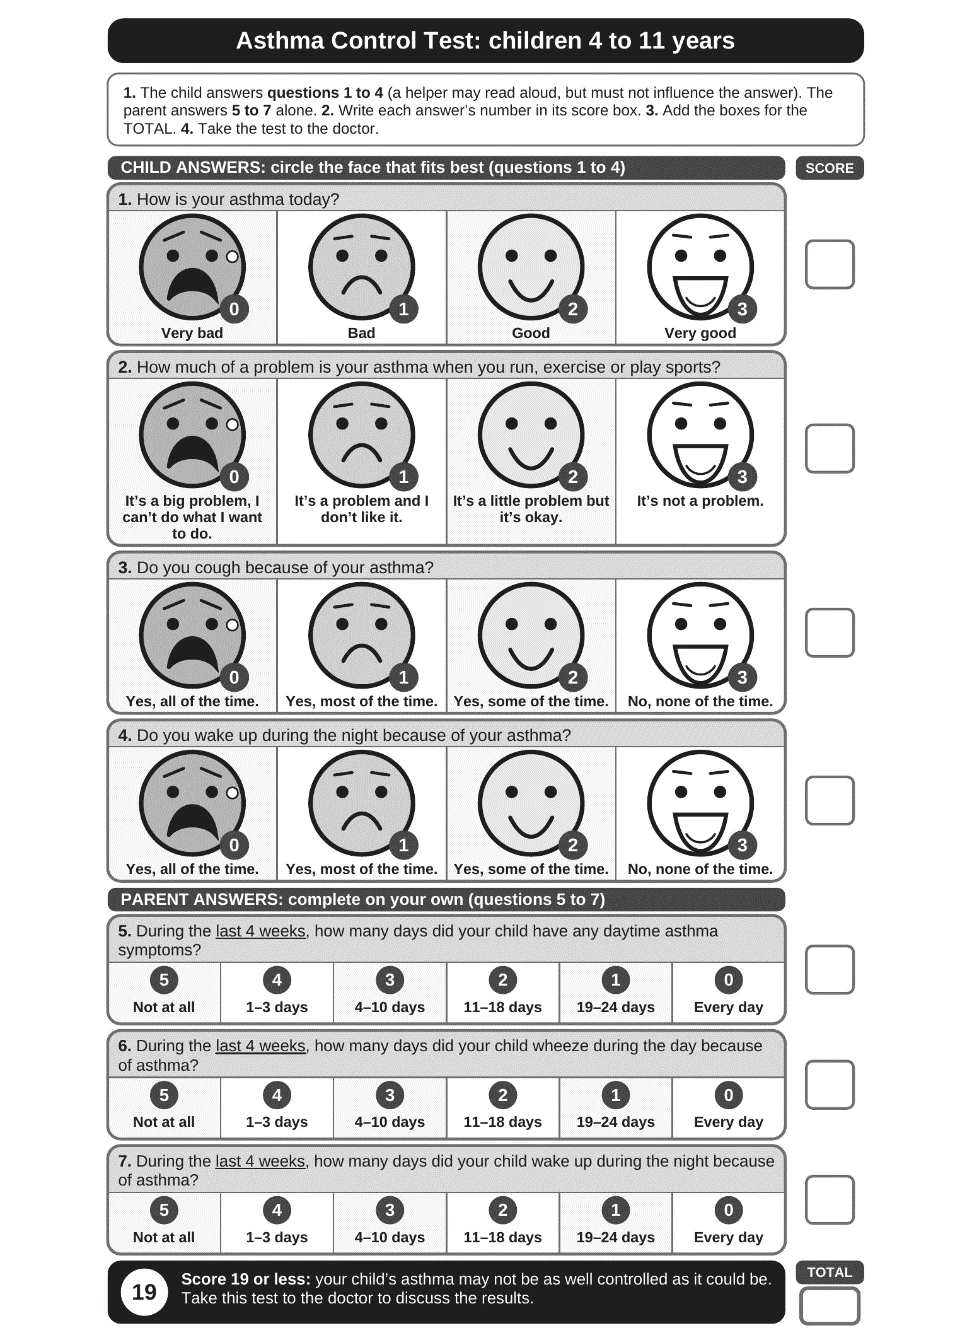 Asthma Control Test: children 4 to 11 years
1. The child answers questions 1 to 4 (a helper may read aloud, but must not influence the answer). The
parent answers 5 to 7 alone. 2. Write each answer’s number in its score box. 3. Add the boxes for the
TOTAL. 4. Take the test to the doctor.
CHILD ANSWERS: circle the face that fits best (questions 1 to 4)
SCORE
1. How is your asthma today?
0 1 2 3
Very bad Bad Good Very good
2. How much of a problem is your asthma when you run, exercise or play sports?
0 1 2 3
It’s a big problem, I
can’t do what I want
to do.
It’s a problem and I
don’t like it.
It’s a little problem but
it’s okay.
It’s not a problem.
3. Do you cough because of your asthma?
0 1 2 3
Yes, all of the time. Yes, most of the time. Yes, some of the time. No, none of the time.
4. Do you wake up during the night because of your asthma?
0 1 2 3
Yes, all of the time. Yes, most of the time. Yes, some of the time. No, none of the time.
PARENT ANSWERS: complete on your own (questions 5 to 7)
5. During the last 4 weeks, how many days did your child have any daytime asthma
symptoms?
5 4 3 2 1 0
Not at all 1–3 days 4–10 days 11–18 days 19–24 days Every day
6. During the last 4 weeks, how many days did your child wheeze during the day because
of asthma?
5 4 3 2 1 0
Not at all 1–3 days 4–10 days 11–18 days 19–24 days Every day
7. During the last 4 weeks, how many days did your child wake up during the night because
of asthma?
5 4 3 2 1 0
Not at all 1–3 days 4–10 days 11–18 days 19–24 days Every day
19
Score 19 or less: your child’s asthma may not be as well controlled as it could be.
Take this test to the doctor to discuss the results.
TOTAL